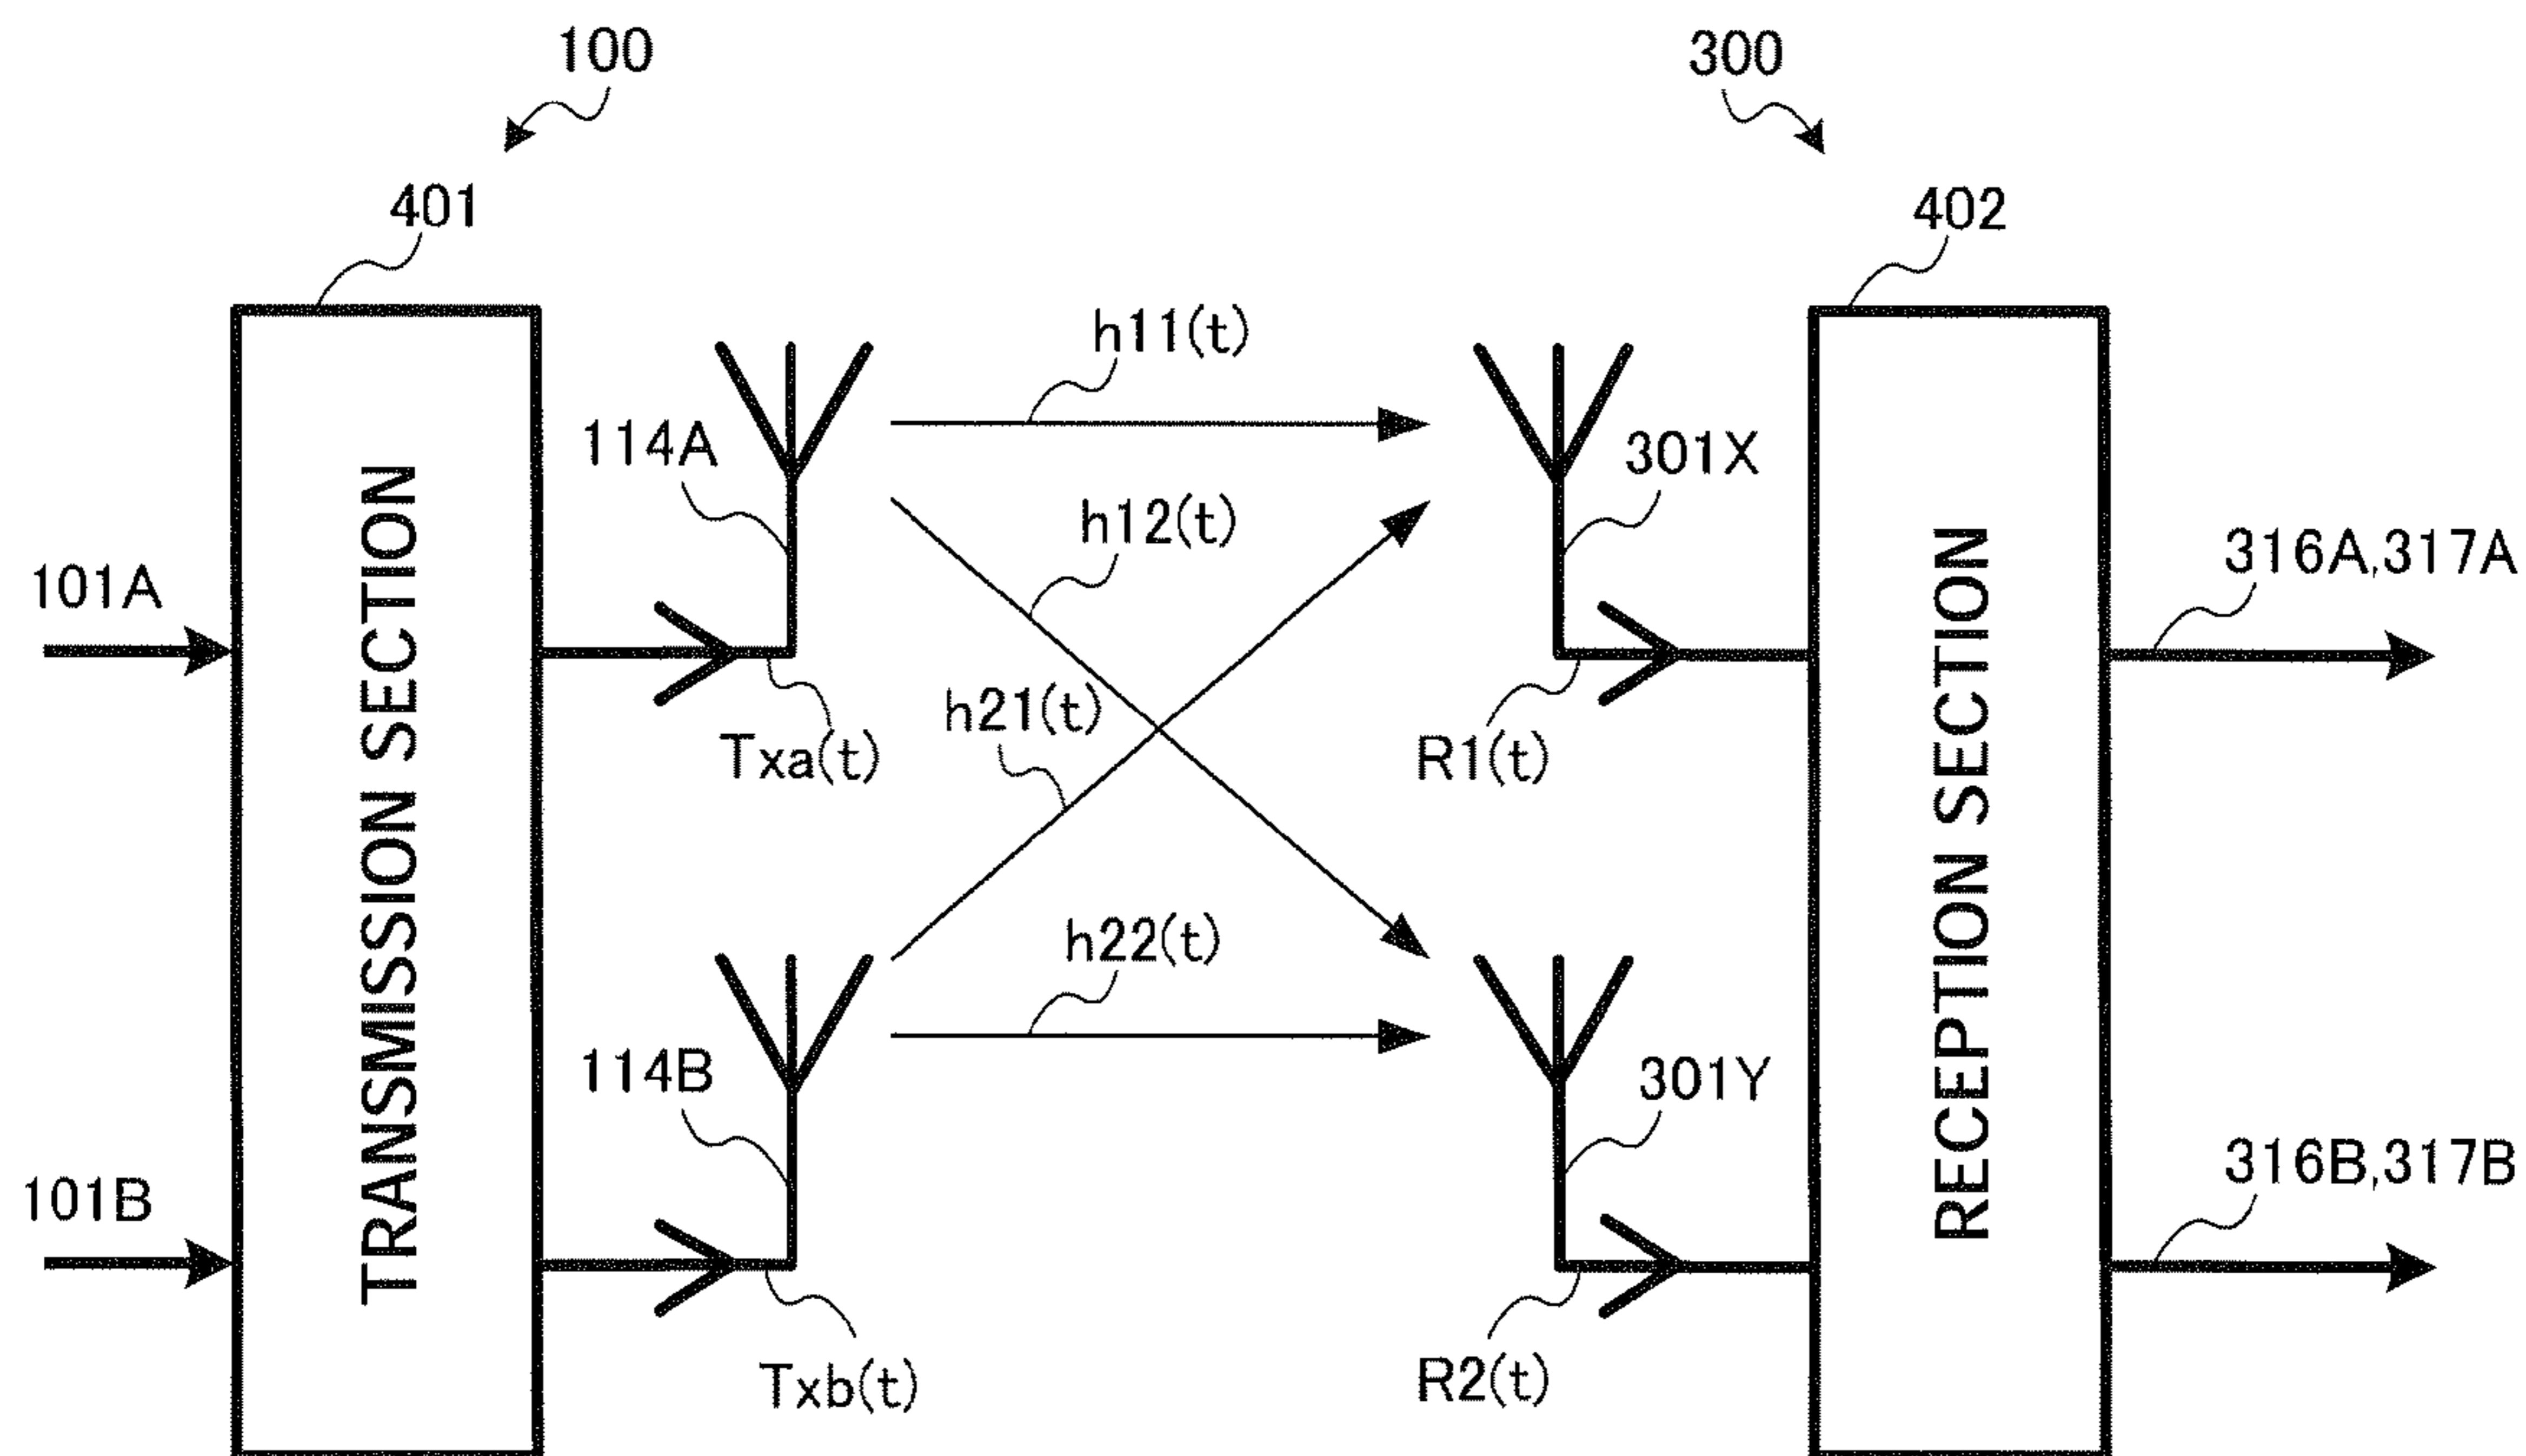 100
300
401
402
h11(t)
114A
301X
h12(t)
316A,317A
101A
TRANSMISSION SECTION
RECEPTION SECTION
h21(t)
Txa(t)
R1(t)
h22(t)
114B
301Y
316B,317B
101B
Txb(t)
R2(t)